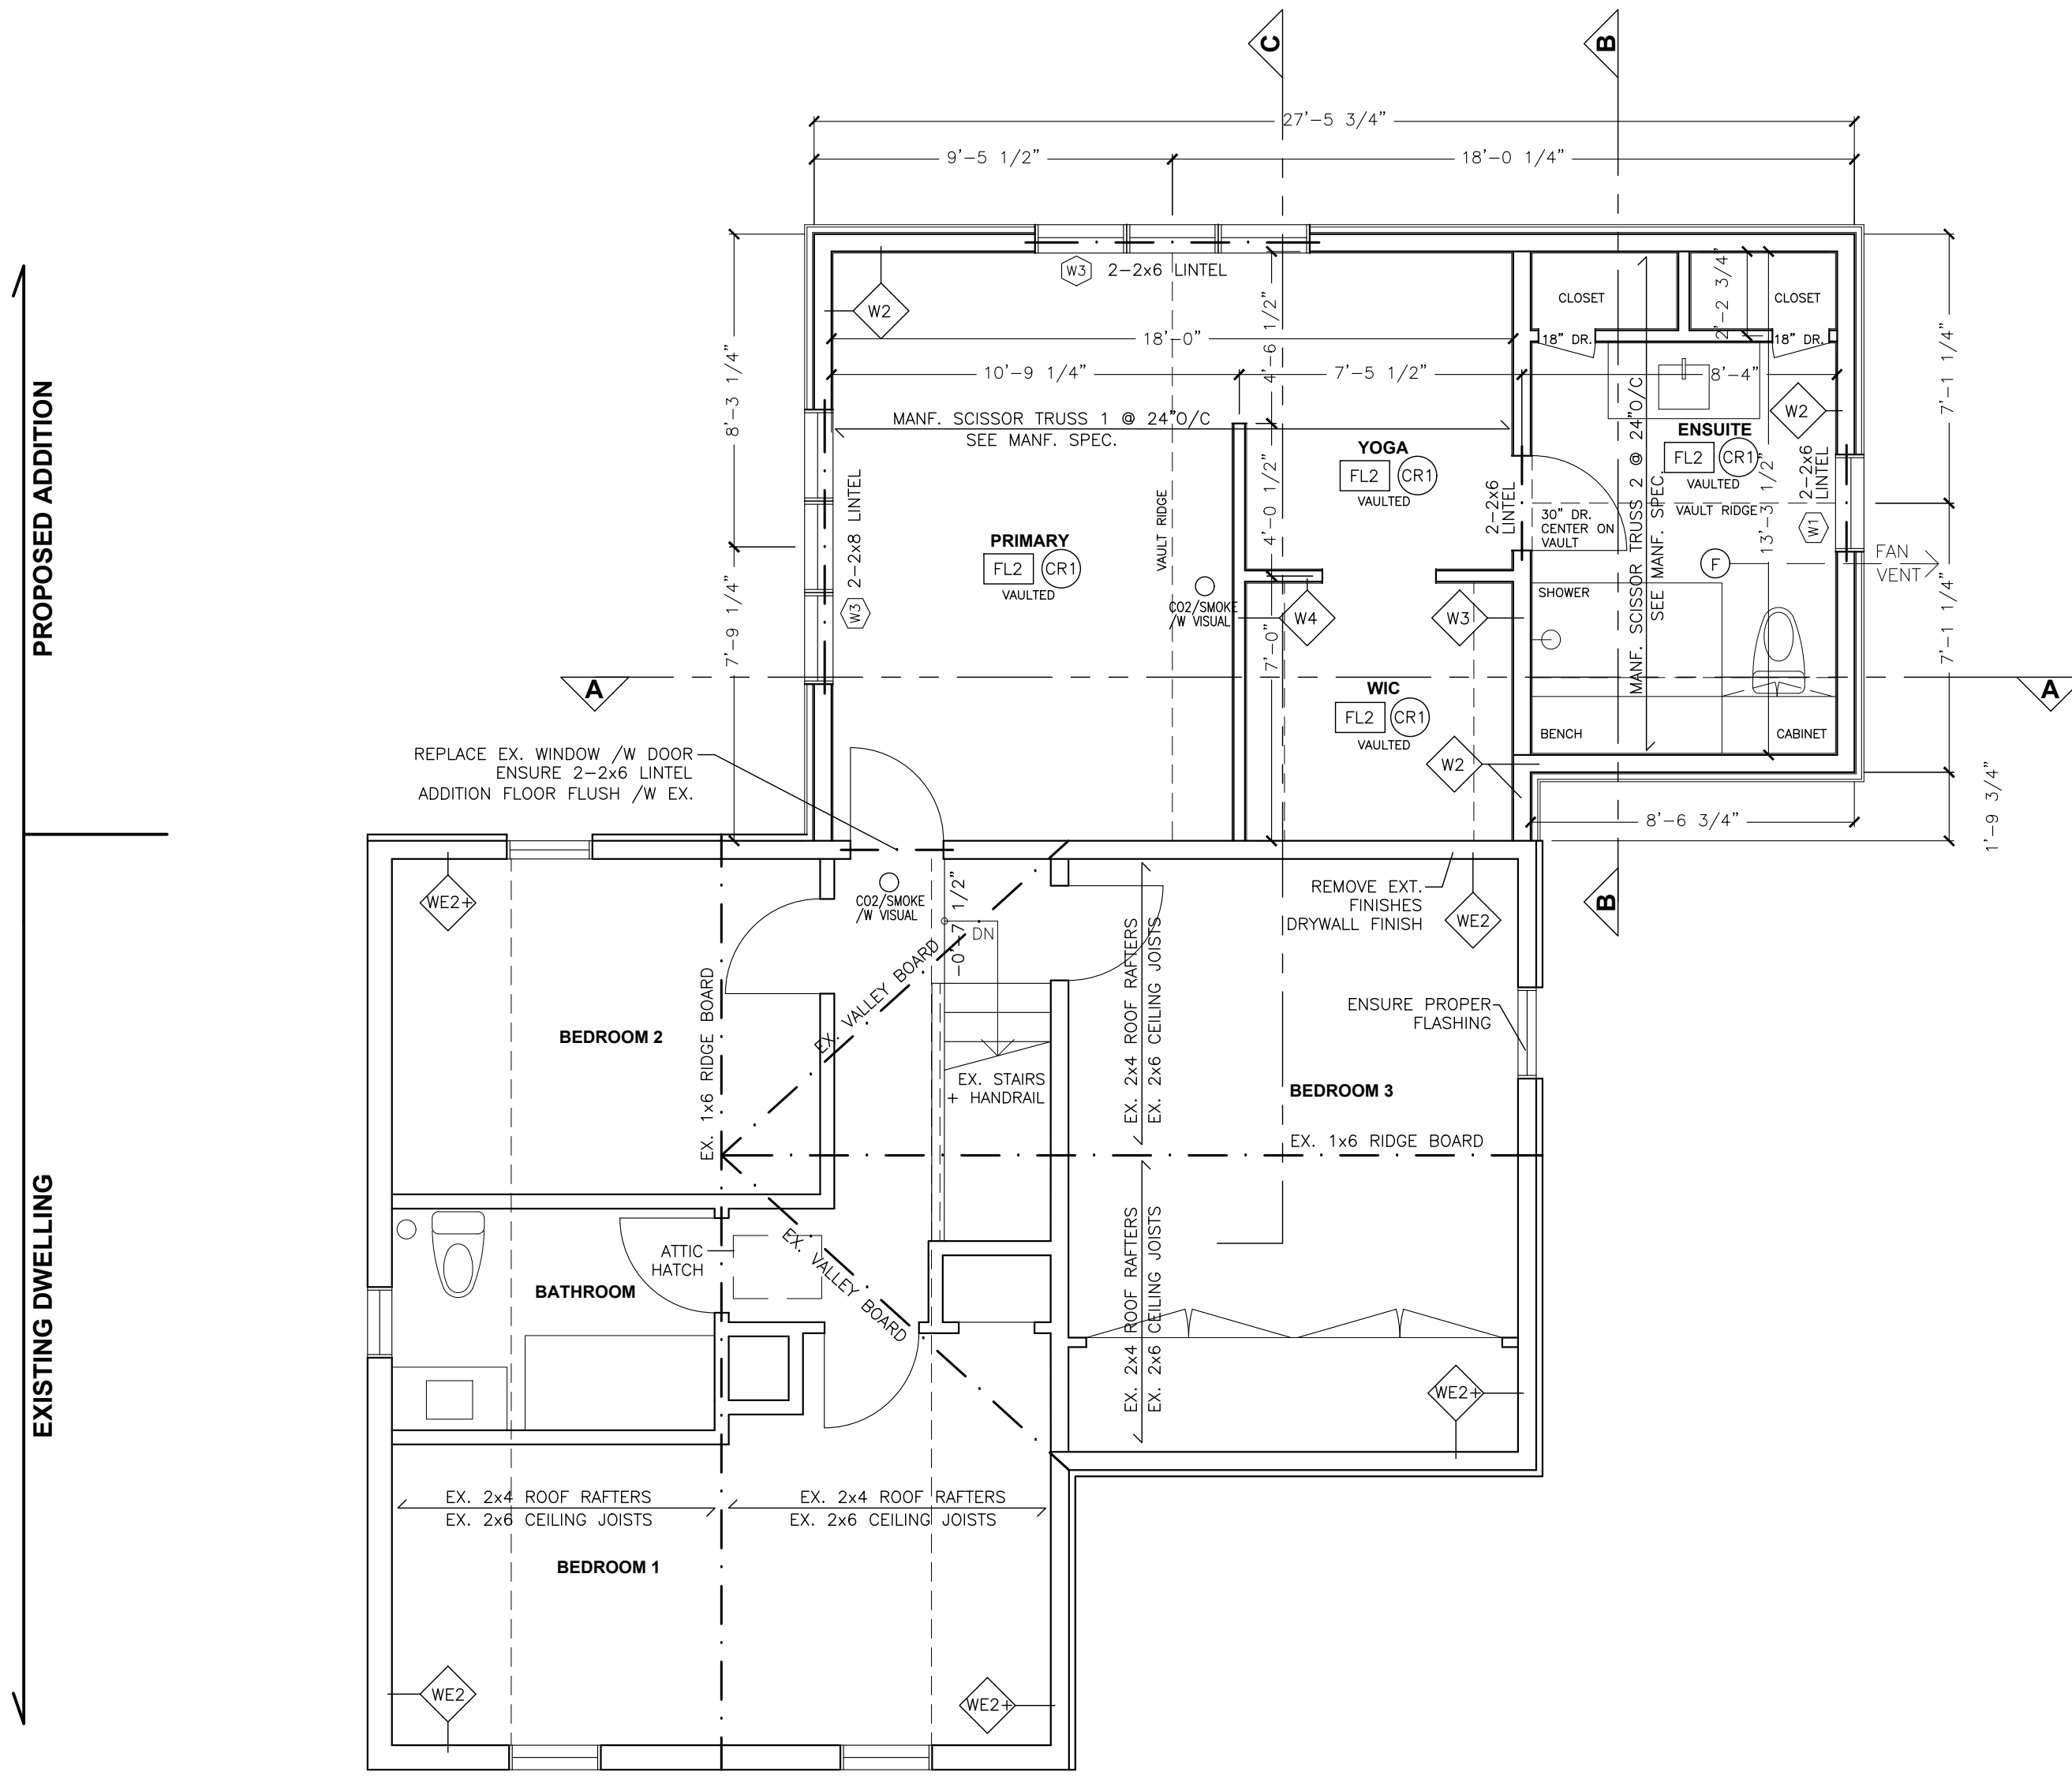 C
B
27'-5 3/4"
9'-5 1/2"
18'-0 1/4"
PROPOSED ADDITION
EXISTING DWELLING
W3
2-2x6 LINTEL
W2
18'-0"
10'-9 1/4"
7'-5 1/2"
8'-4"
4'-6 1/2"
4'-0 1/2"
7'-0"
8'-3 1/4"
7'-9 1/4"
MANF. SCISSOR TRUSS 1 @ 24"O/C
SEE MANF. SPEC.
W3
2-2x8 LINTEL
PRIMARY
FL2
CR1
VAULTED
VAULT RIDGE
CO2/SMOKE
/W VISUAL
YOGA
FL2
CR1
VAULTED
2-2x6
LINTEL
W4
W3
WIC
FL2
CR1
VAULTED
W2
CLOSET
CLOSET
18" DR.
18" DR.
2'-2 3/4"
W2
ENSUITE
FL2
CR1
VAULTED
VAULT RIDGE
13'-3 1/2"
MANF. SCISSOR TRUSS 2 @ 24"O/C
SEE MANF. SPEC.
30" DR.
CENTER ON
VAULT
2-2x6
LINTEL
W1
F
FAN
VENT
SHOWER
BENCH
CABINET
7'-1 1/4"
7'-1 1/4"
1'-9 3/4"
8'-6 3/4"
A
A
B
REPLACE EX. WINDOW /W DOOR
ENSURE 2-2x6 LINTEL
ADDITION FLOOR FLUSH /W EX.
WE2+
CO2/SMOKE
/W VISUAL
-0'-7 1/2"
DN
EX. VALLEY BOARD
EX. 1x6 RIDGE BOARD
BEDROOM 2
EX. STAIRS
+ HANDRAIL
EX. 2x4 ROOF RAFTERS
EX. 2x6 CEILING JOISTS
REMOVE EXT.
FINISHES
DRYWALL FINISH
WE2
ENSURE PROPER
FLASHING
BEDROOM 3
EX. 1x6 RIDGE BOARD
EX. 2x4 ROOF RAFTERS
EX. 2x6 CEILING JOISTS
ATTIC
HATCH
EX. VALLEY BOARD
BATHROOM
WE2+
EX. 2x4 ROOF RAFTERS
EX. 2x6 CEILING JOISTS
EX. 2x4 ROOF RAFTERS
EX. 2x6 CEILING JOISTS
BEDROOM 1
WE2
WE2+